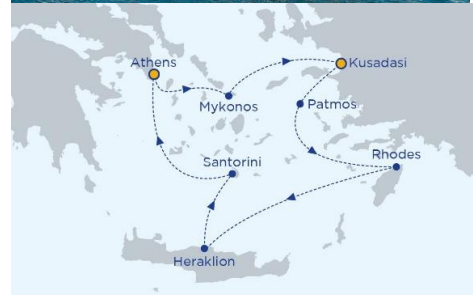 Athens
Kusadasi
Mykonos
Patmos
Santorini
Rhodes
Heraklion